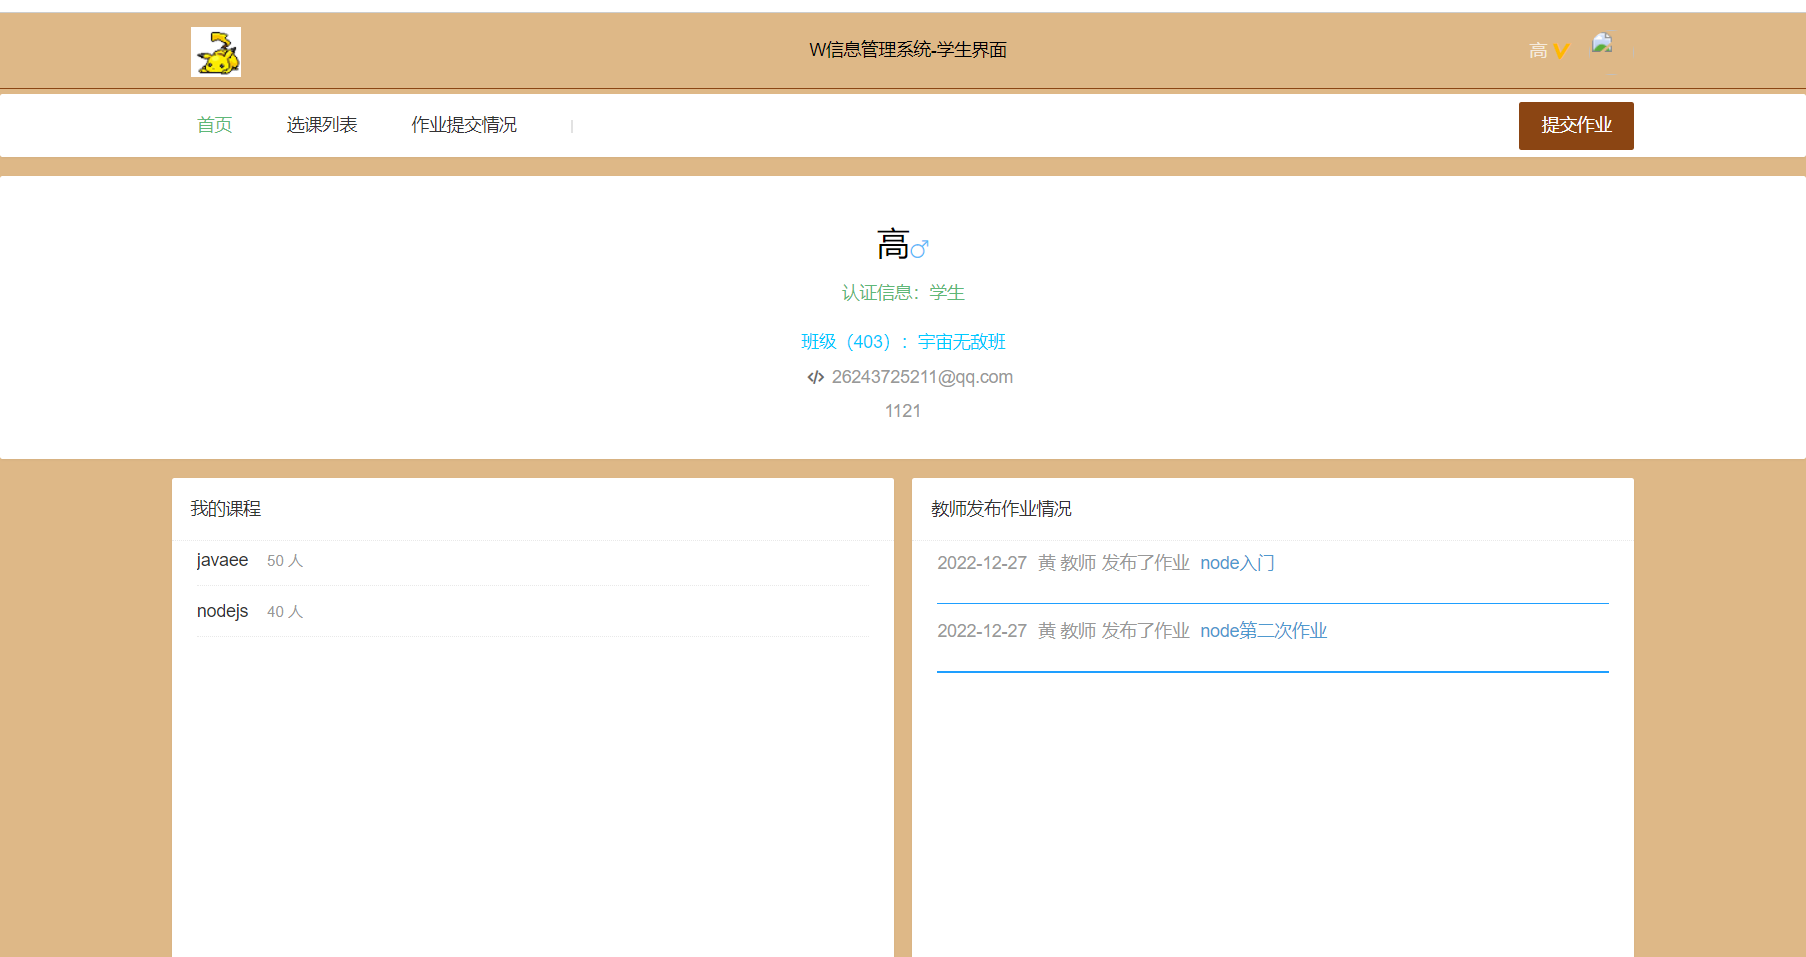 W信息管理系统-学生界面
高
首页 选课列表 作业提交情况
提交作业
高♂
认证信息：学生
班级（403）：宇宙无敌班
26243725211@qq.com
1121
我的课程
javaee 50 人
nodejs 40 人
教师发布作业情况
2022-12-27 黄 教师 发布了作业 node入门
2022-12-27 黄 教师 发布了作业 node第二次作业